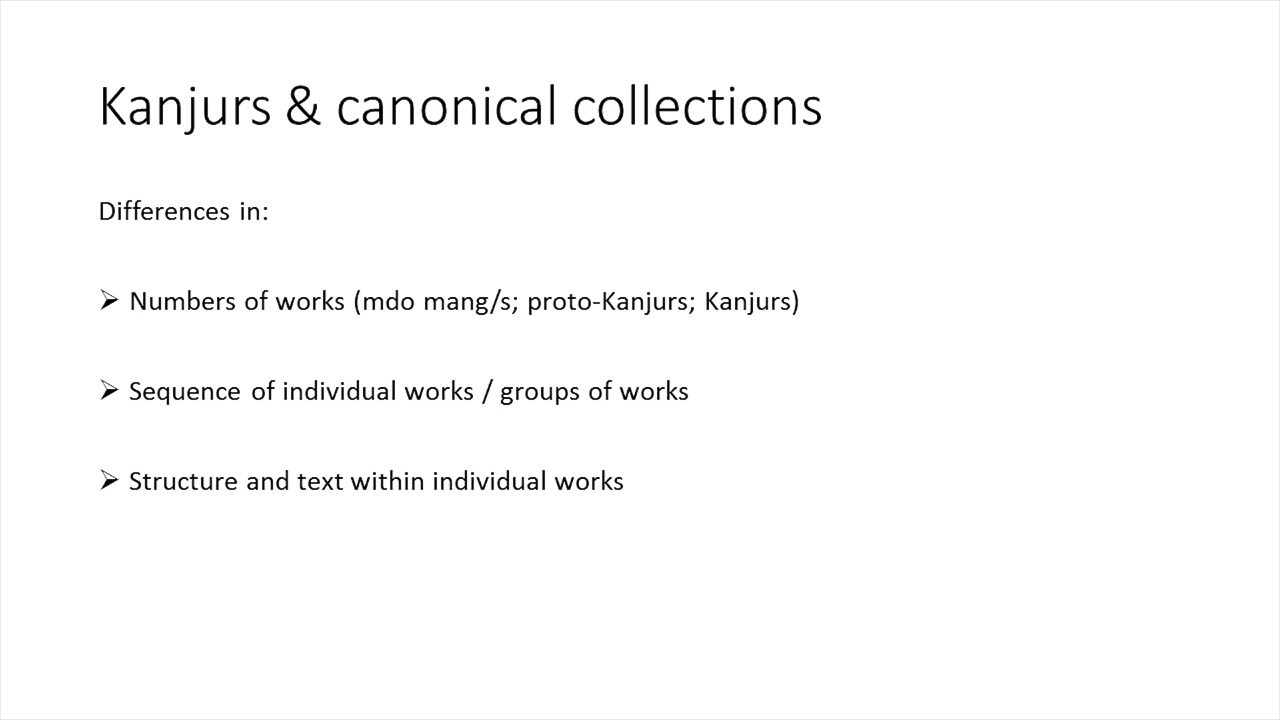 Kanjurs & canonical collections
Differences in:
➢ Numbers of works (mdo mang/s; proto-Kanjurs; Kanjurs)
➢ Sequence of individual works / groups of works
➢ Structure and text within individual works